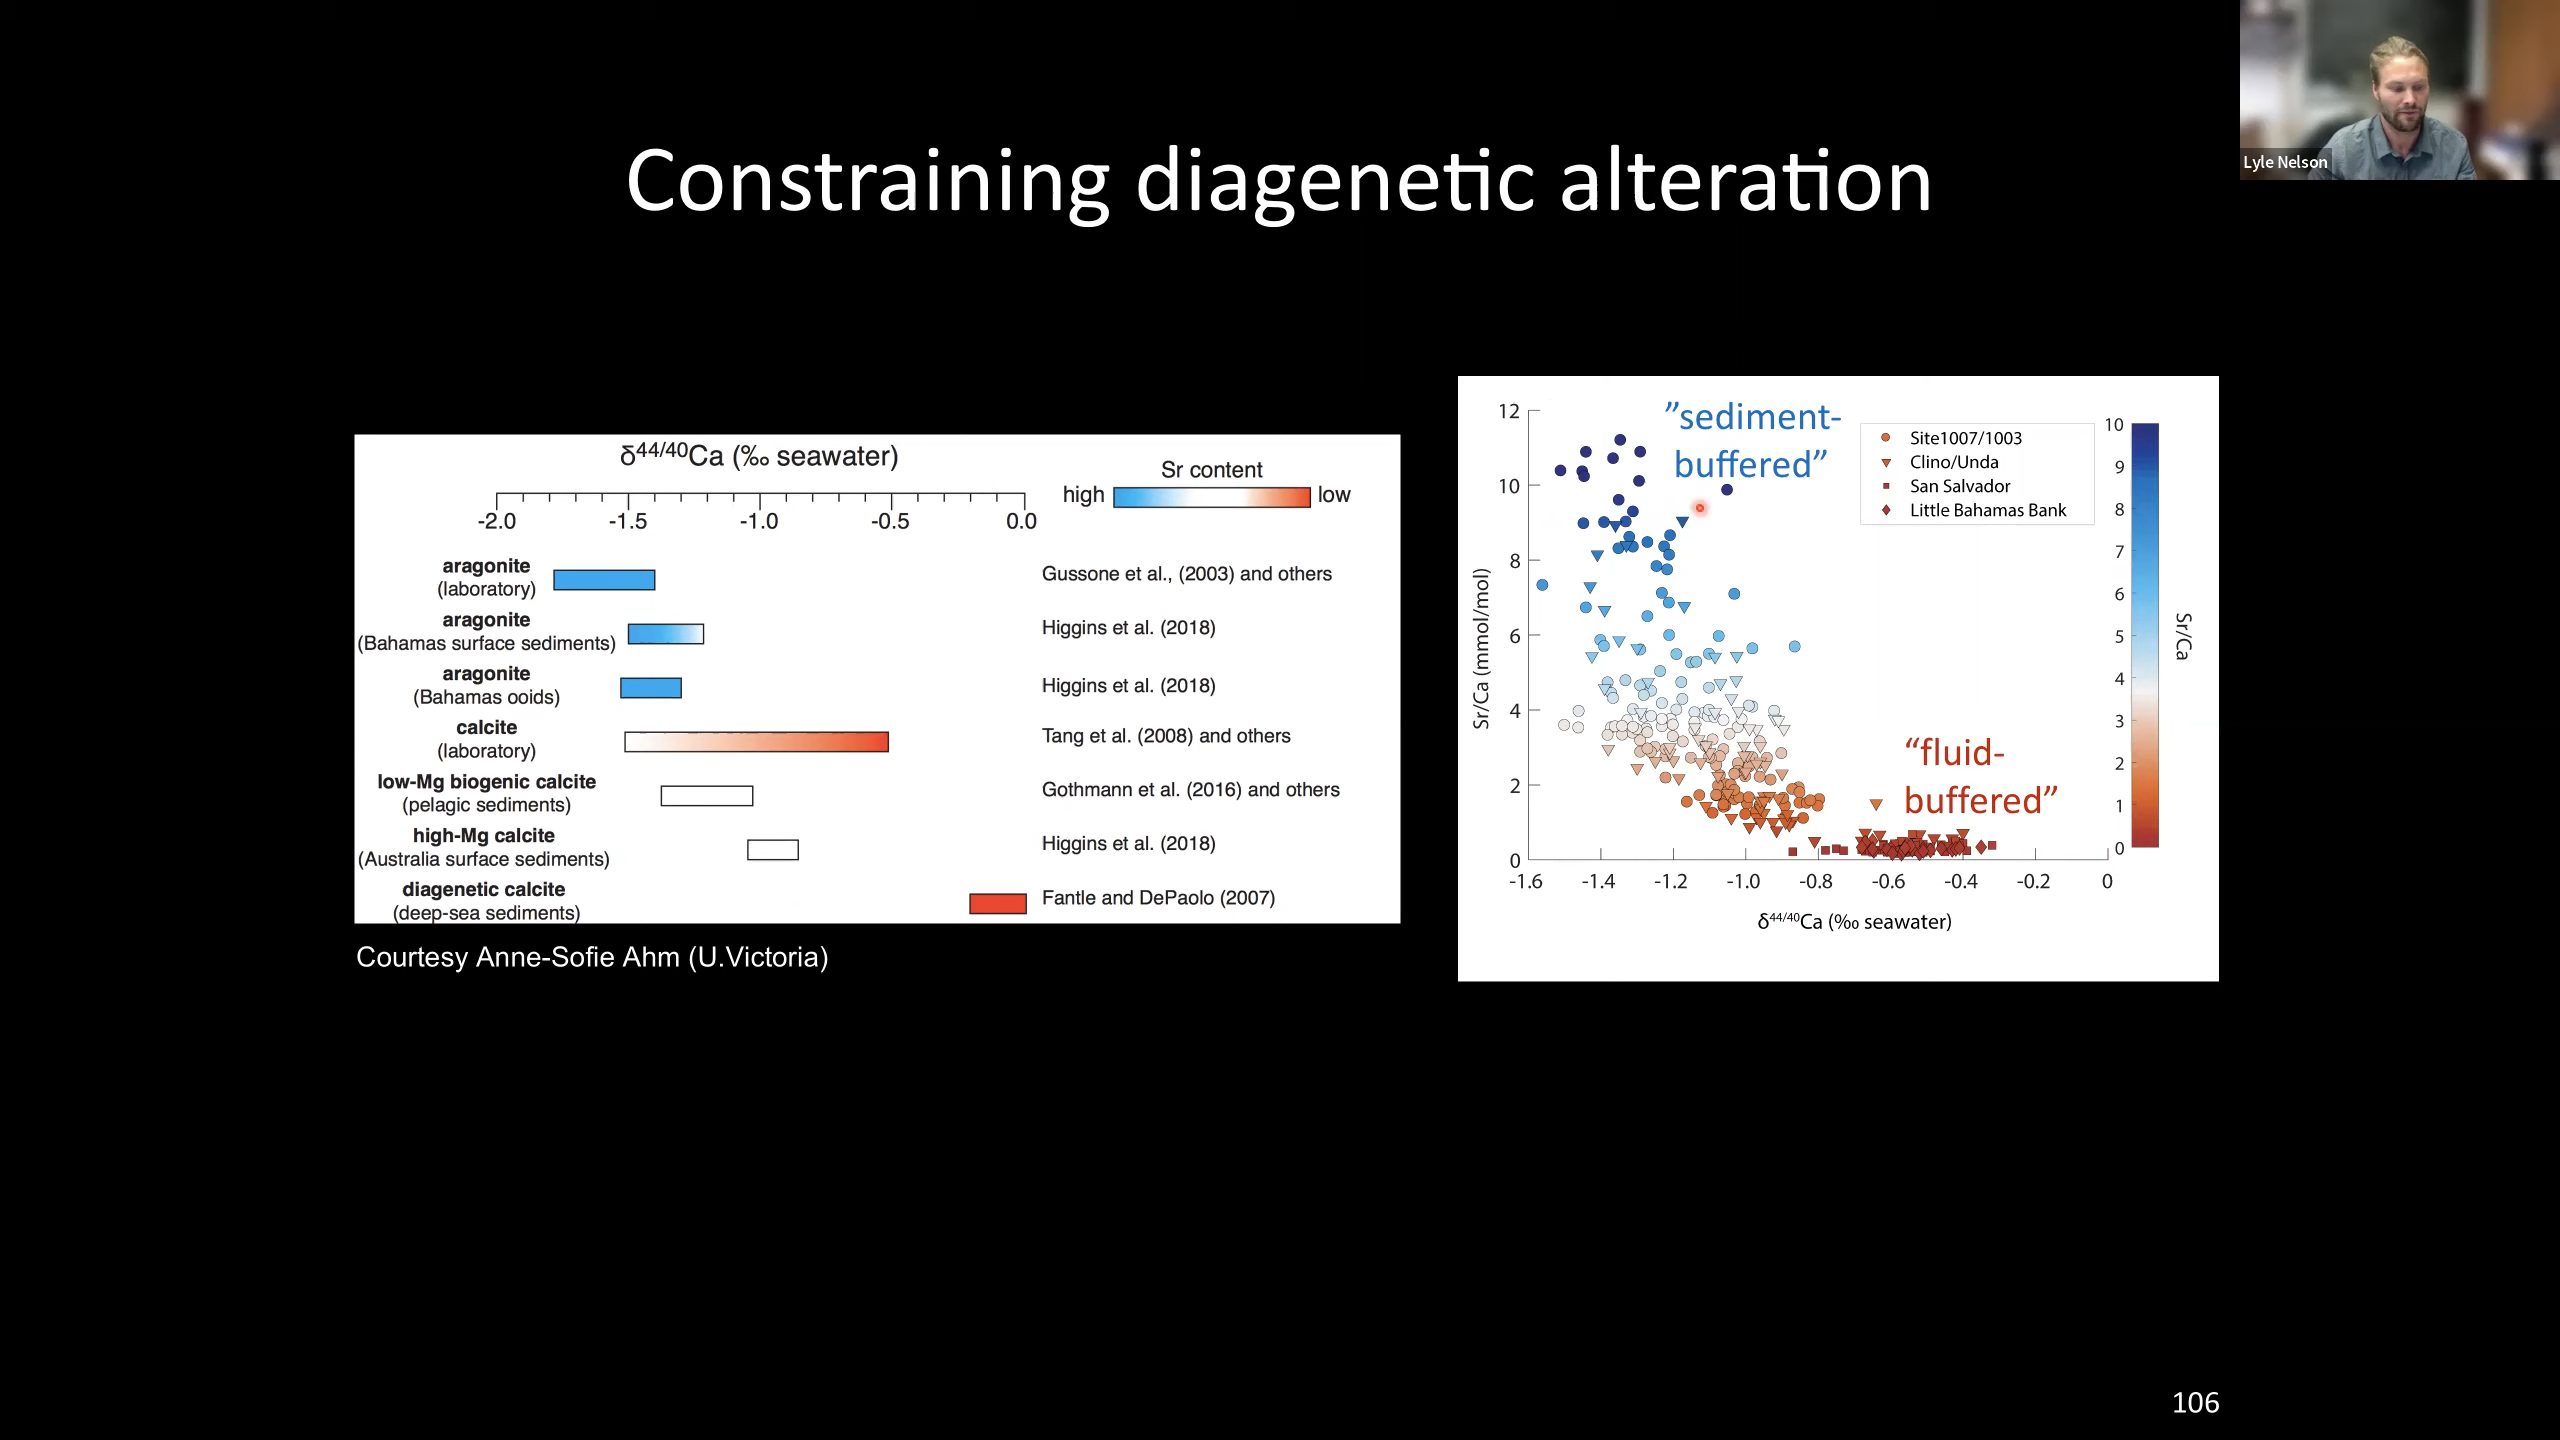 Lyle Nelson
Constraining diagenetic alteration
δ44/40Ca (‰ seawater)
Sr content
high
low
-2.0 -1.5 -1.0 -0.5 0.0
aragonite
(laboratory)
Gussone et al., (2003) and others
aragonite
(Bahamas surface sediments)
Higgins et al. (2018)
aragonite
(Bahamas ooids)
Higgins et al. (2018)
calcite
(laboratory)
Tang et al. (2008) and others
low-Mg biogenic calcite
(pelagic sediments)
Gothmann et al. (2016) and others
high-Mg calcite
(Australia surface sediments)
Higgins et al. (2018)
diagenetic calcite
(deep-sea sediments)
Fantle and DePaolo (2007)
Courtesy Anne-Sofie Ahm (U.Victoria)
”sediment-
buffered”
Site1007/1003
Clino/Unda
San Salvador
Little Bahamas Bank
“fluid-
buffered”
12
10
8
6
4
2
0
Sr/Ca (mmol/mol)
-1.6 -1.4 -1.2 -1.0 -0.8 -0.6 -0.4 -0.2 0
δ44/40Ca (‰ seawater)
10
9
8
7
6
5
4
3
2
1
0
Sr/Ca
106